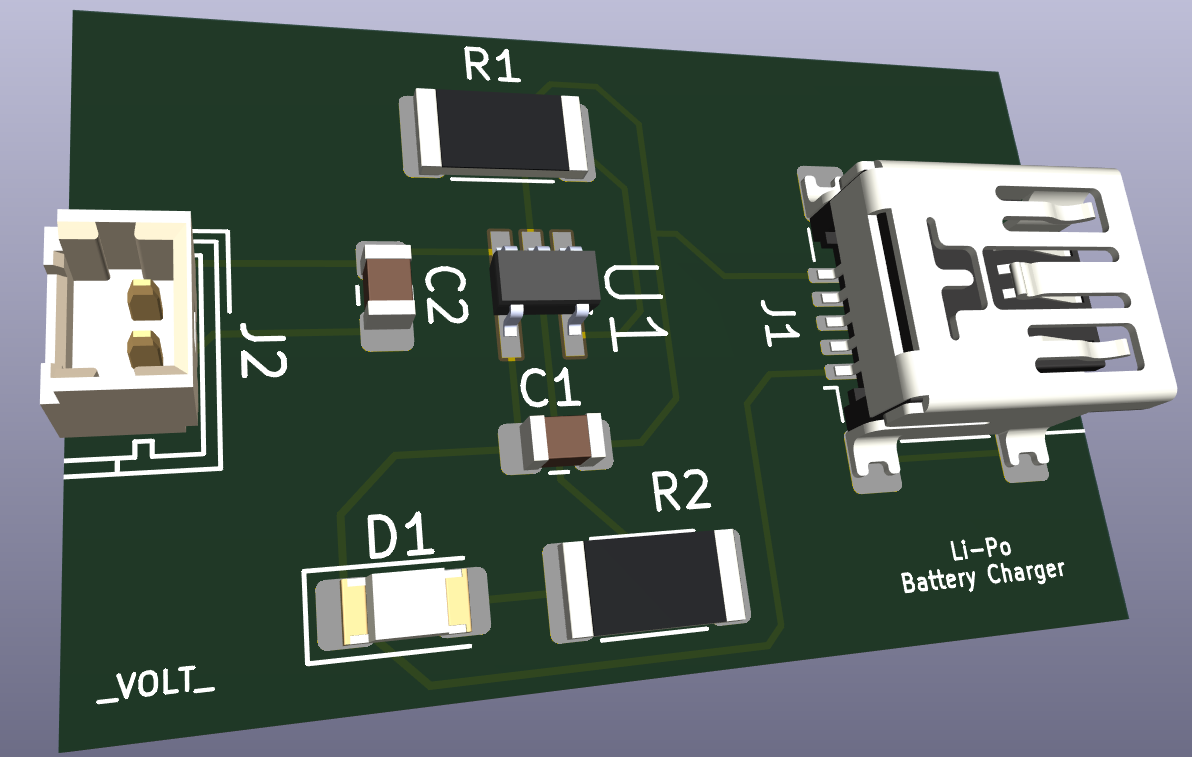 R1
C2
U1
J1
J2
C1
R2
D1
Li-Po
Battery Charger
_VOLT_